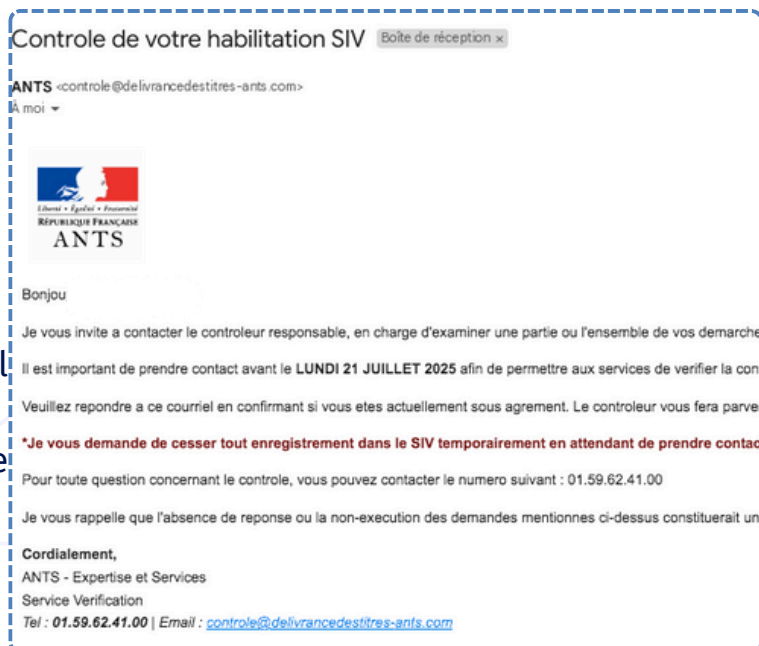 Controle de votre habilitation SIV Boîte de réception ×
ANTS <controle@delivrancedestitres-ants.com>
À moi
Liberté • Égalité • Fraternité
RÉPUBLIQUE FRANÇAISE
ANTS
Bonjou
Je vous invite a contacter le controleur responsable, en charge d'examiner une partie ou l'ensemble de vos demarche
l
Il est important de prendre contact avant le LUNDI 21 JUILLET 2025 afin de permettre aux services de verifier la con
Veuillez repondre a ce courriel en confirmant si vous etes actuellement sous agrement. Le controleur vous fera parve
*Je vous demande de cesser tout enregistrement dans le SIV temporairement en attendant de prendre contac
e
Pour toute question concernant le controle, vous pouvez contacter le numero suivant : 01.59.62.41.00
Je vous rappelle que l'absence de reponse ou la non-execution des demandes mentionnes ci-dessus constituerait un
Cordialement,
ANTS - Expertise et Services
Service Verification
Tel : 01.59.62.41.00 | Email : controle@delivrancedestitres-ants.com